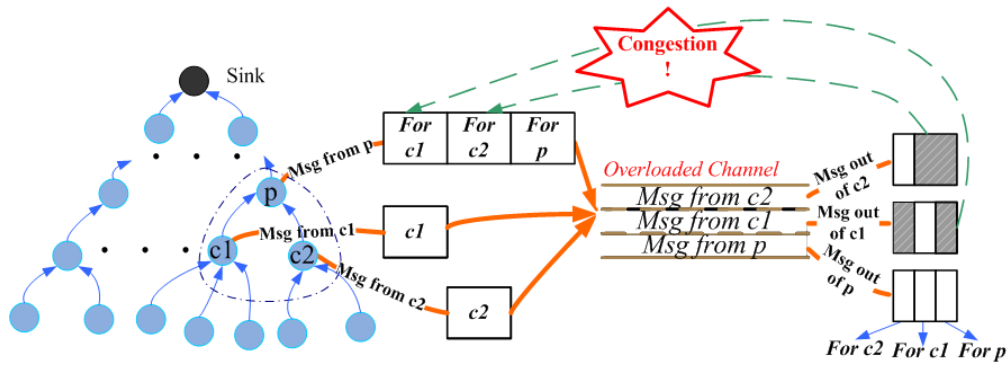 Sink
Congestion
!
For
c1
For
c2
For
p
Msg from p
p
c1
c2
Msg from c1
c1
Msg from c2
c2
Overloaded Channel
Msg from c2
Msg from c1
Msg from p
Msg out
of c2
Msg out
of c1
Msg out
of p
For c2
For c1
For p